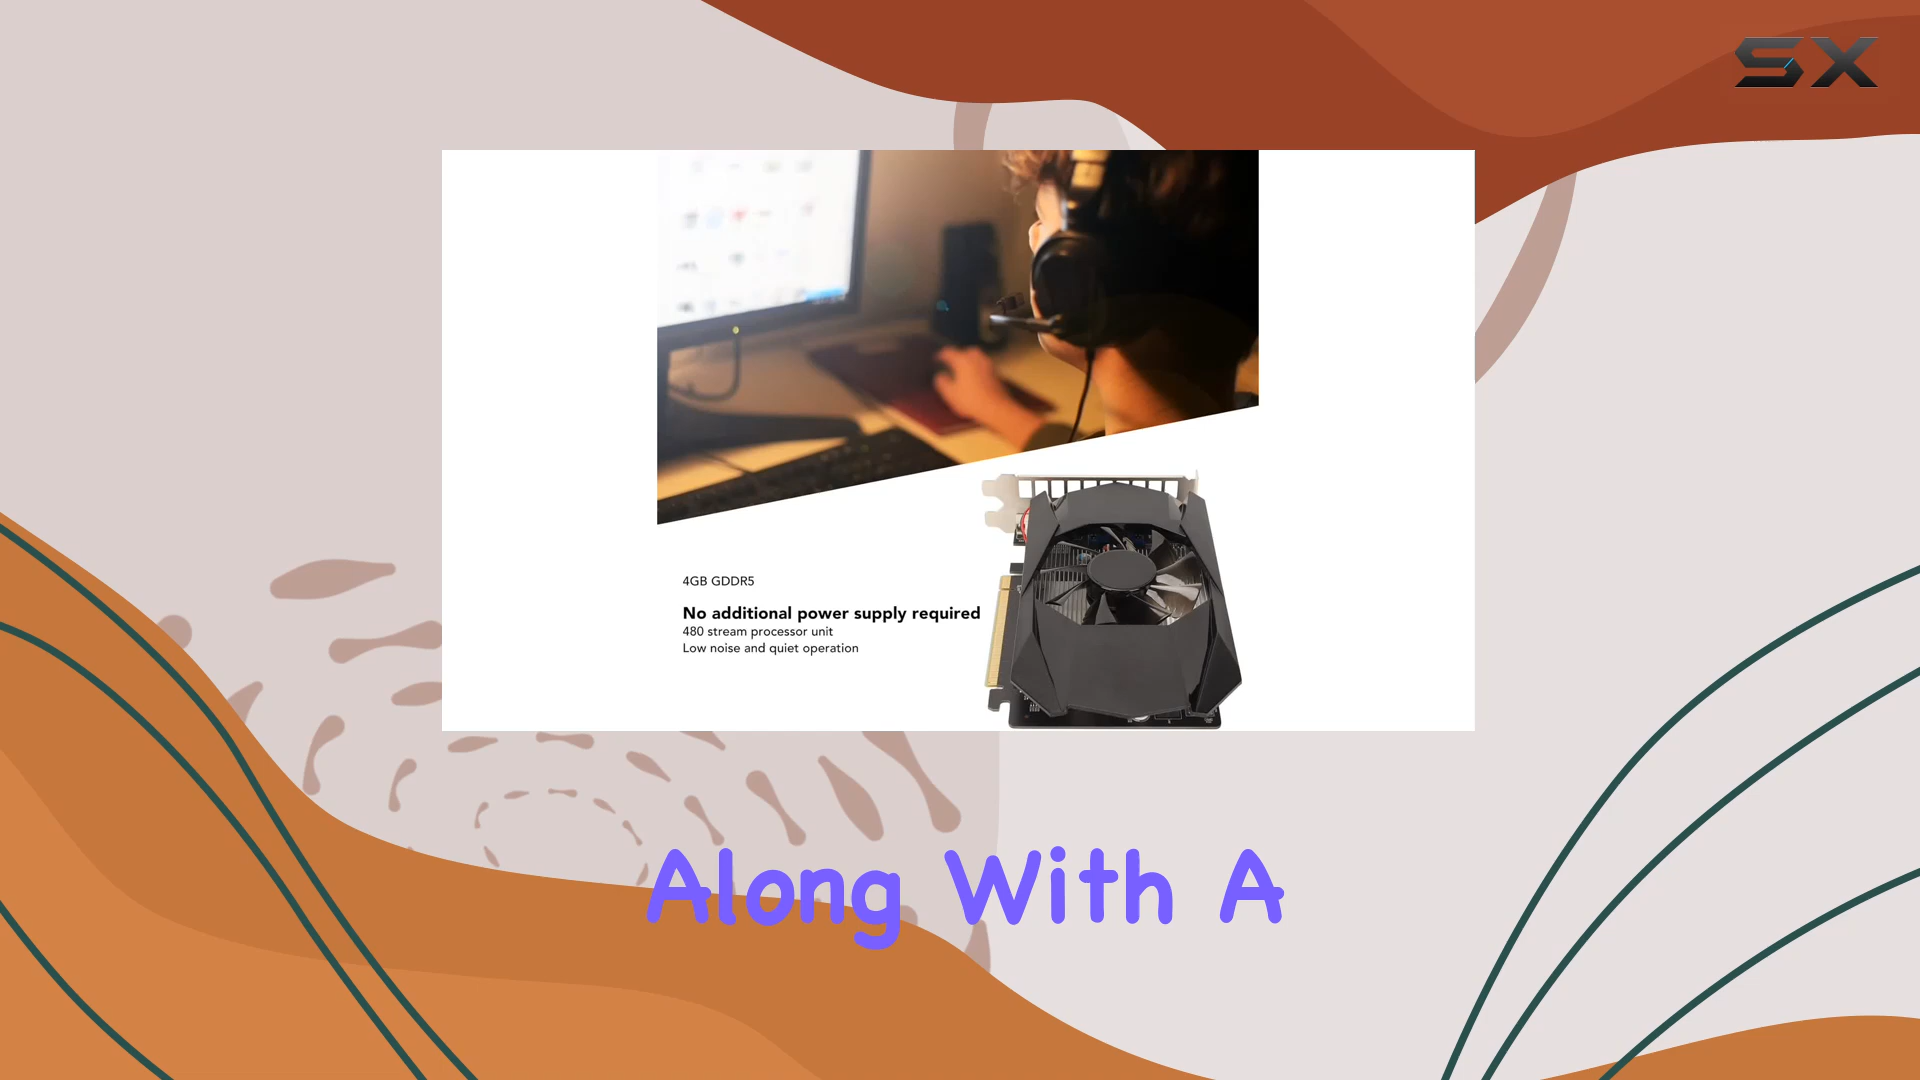 SX
4GB GDDR5
No additional power supply required
480 stream processor unit
Low noise and quiet operation
Along With A